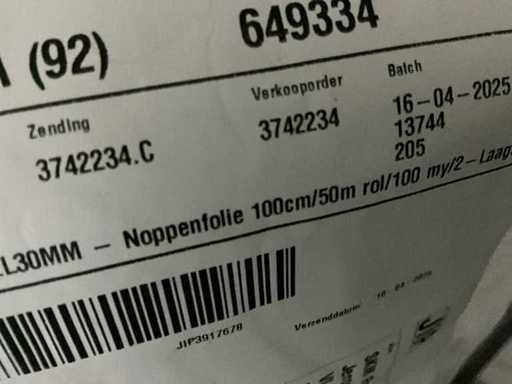 (92) 649334
Zending Verkooporder Batch
3742234.C 3742234 16-04-2025
13744
205
L30MM - Noppenfolie 100cm/50m rol/100 my/2-Laag
JIP3917678 Verzenddatum